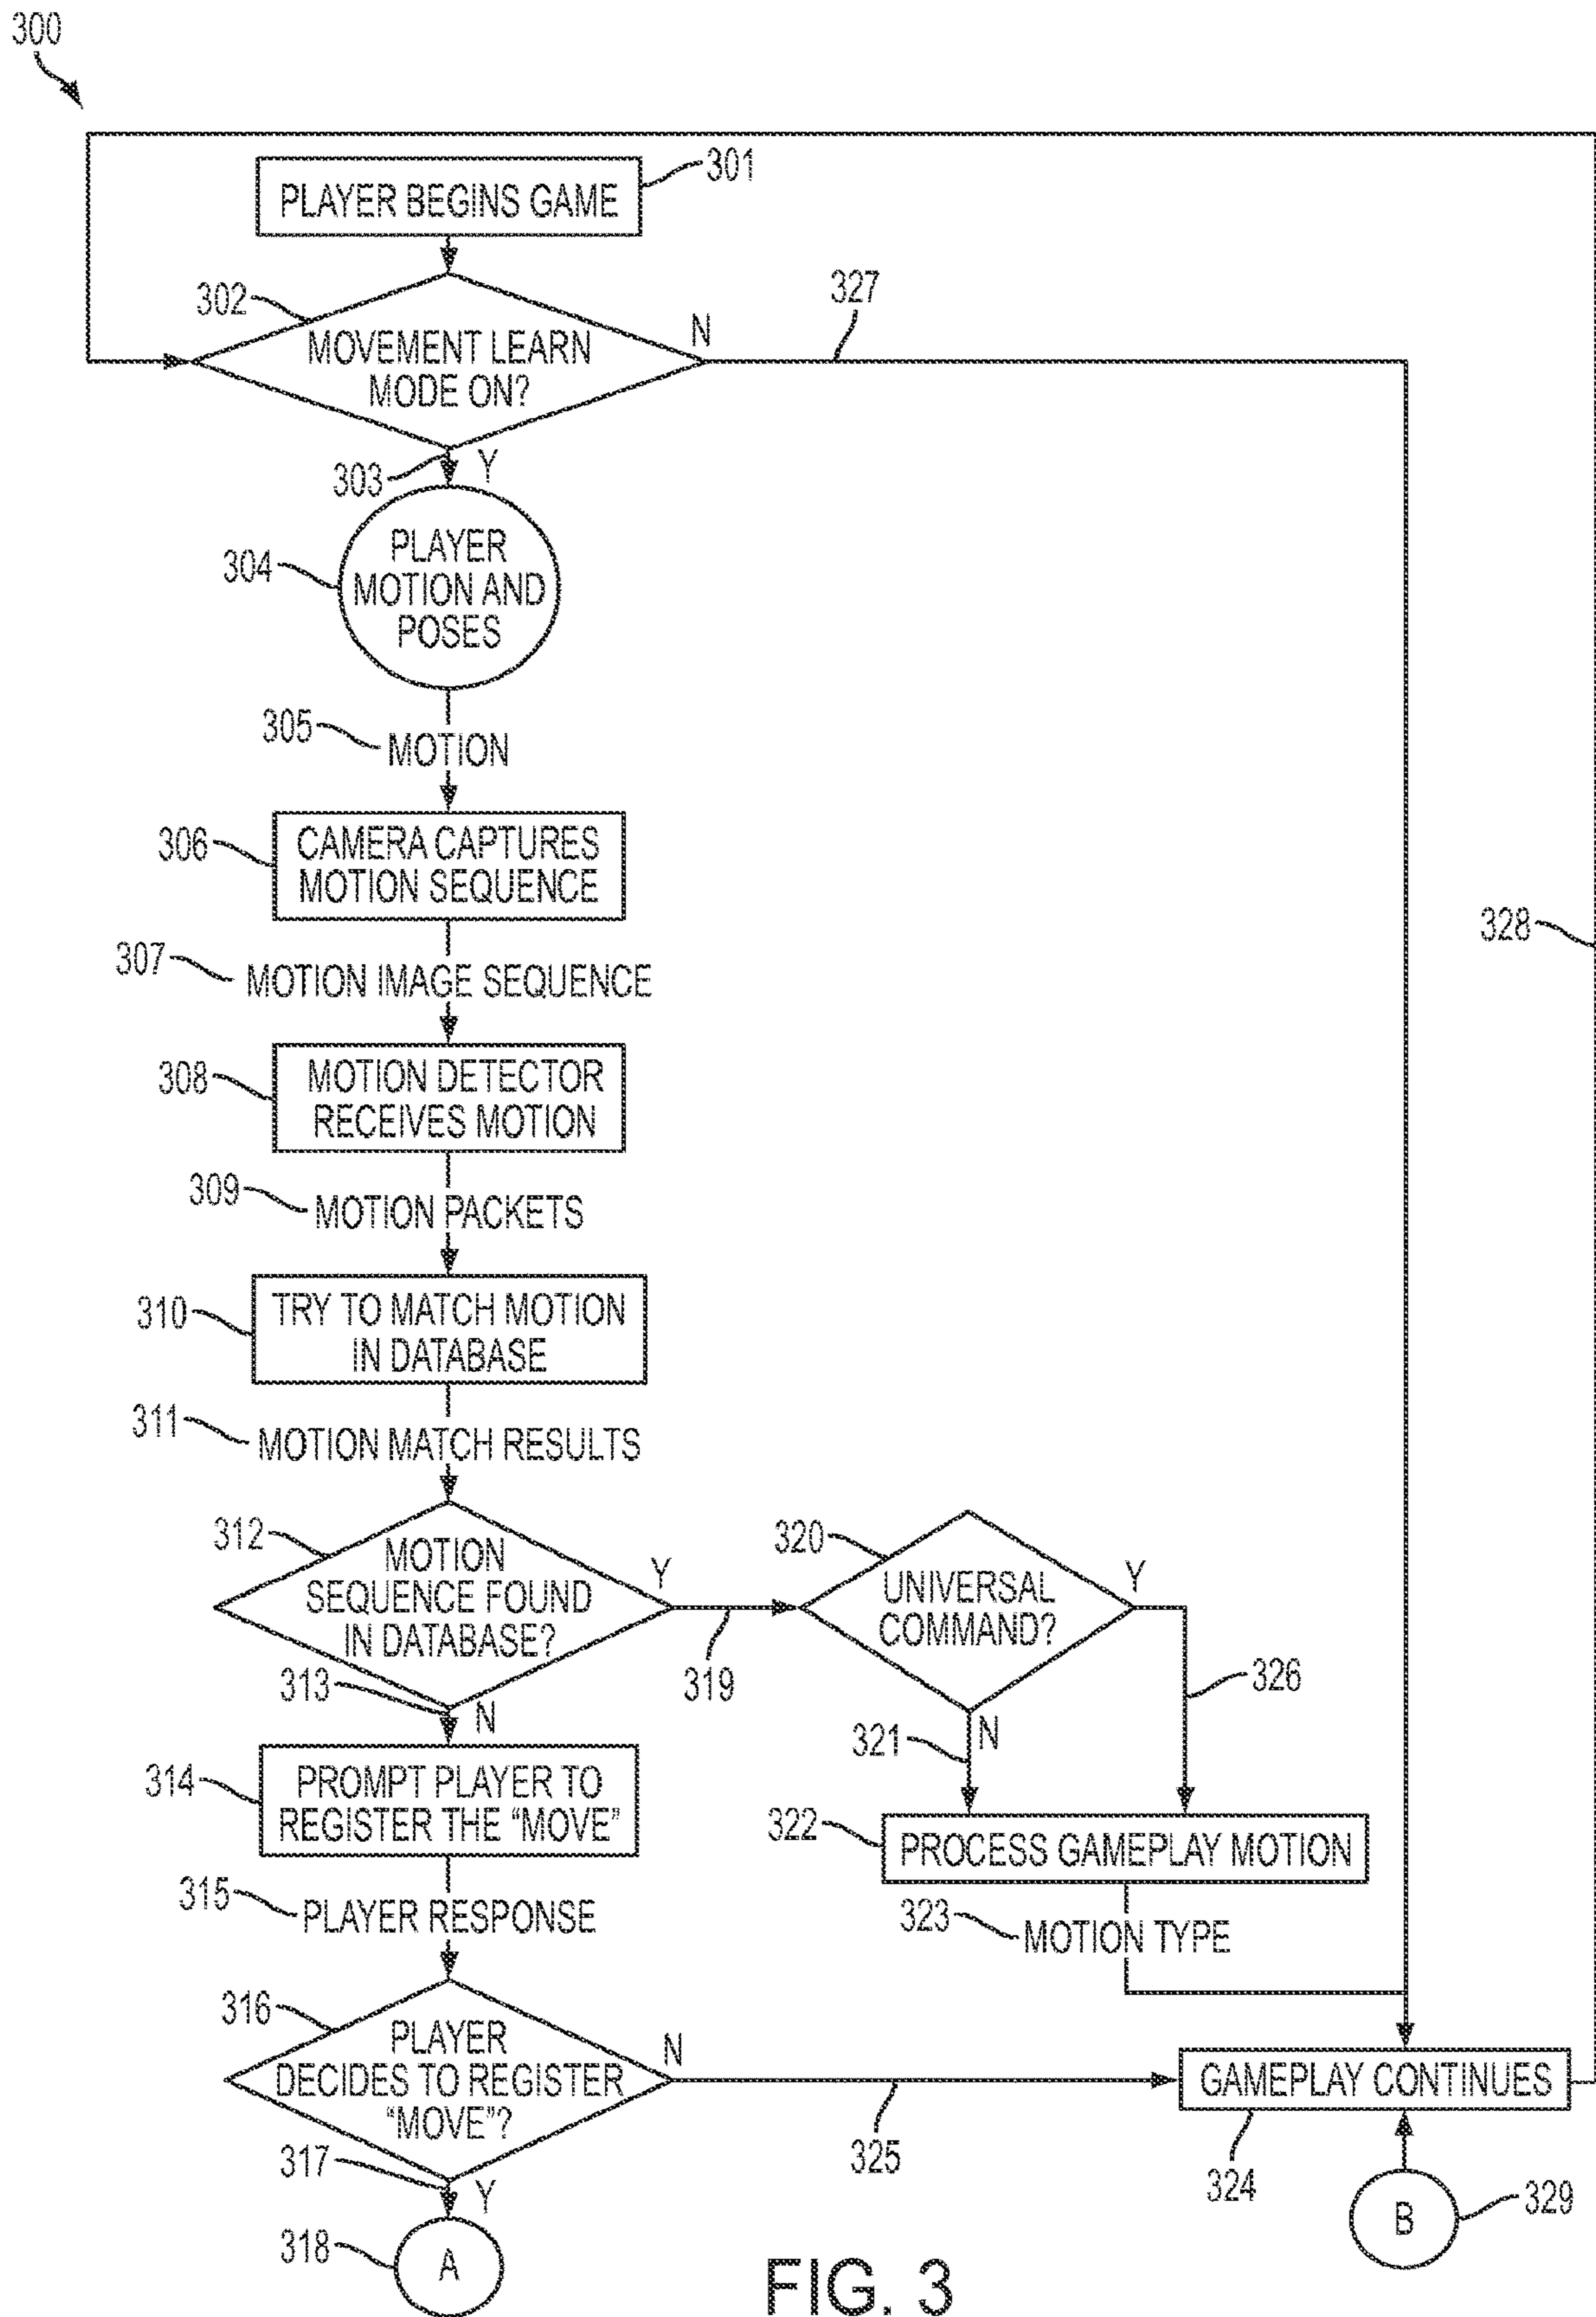 300
301
PLAYER BEGINS GAME
302
N
327
MOVEMENT LEARN
MODE ON?
303
Y
304
PLAYER
MOTION AND
POSES
305
MOTION
306
CAMERA CAPTURES
MOTION SEQUENCE
328
307
MOTION IMAGE SEQUENCE
308
MOTION DETECTOR
RECEIVES MOTION
309
MOTION PACKETS
310
TRY TO MATCH MOTION
IN DATABASE
311
MOTION MATCH RESULTS
312
MOTION
SEQUENCE FOUND
IN DATABASE?
Y
319
320
UNIVERSAL
COMMAND?
Y
326
313
N
321
N
314
PROMPT PLAYER TO
REGISTER THE “MOVE”
322
PROCESS GAMEPLAY MOTION
315
PLAYER RESPONSE
323
MOTION TYPE
316
PLAYER
DECIDES TO REGISTER
“MOVE”?
N
325
GAMEPLAY CONTINUES
324
317
Y
318
A
B
329
FIG. 3